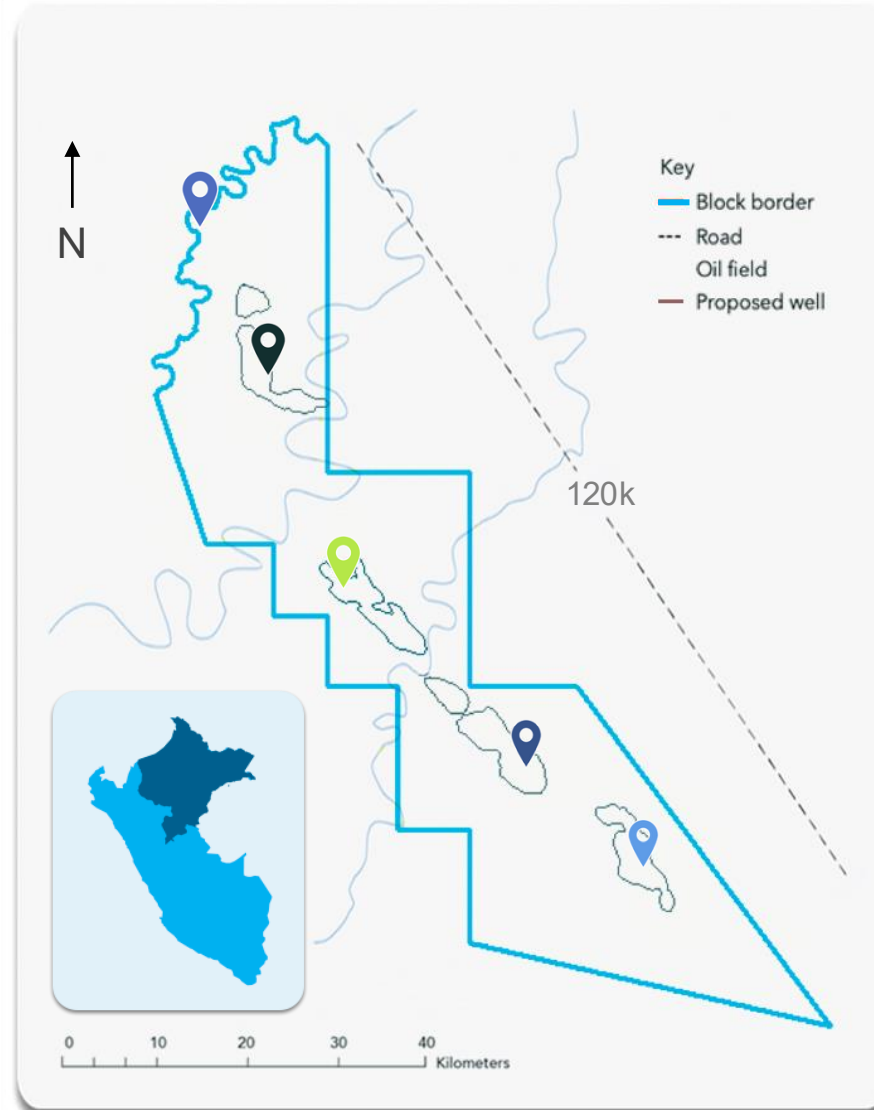 N
Key
Block border
Road
Oil field
Proposed well
120k
0 10 20 30 40
Kilometers